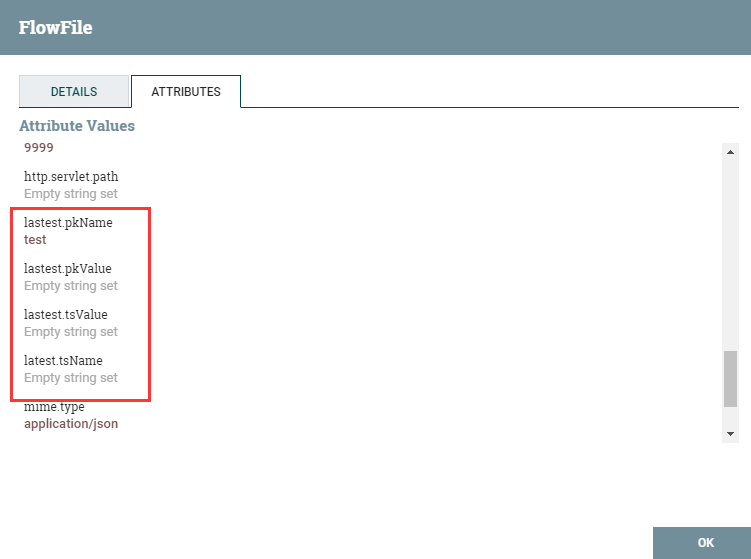 FlowFile
DETAILS
ATTRIBUTES
Attribute Values
9999
http.servlet.path
Empty string set
lastest.pkName
test
lastest.pkValue
Empty string set
lastest.tsValue
Empty string set
latest.tsName
Empty string set
mime.type
application/json
OK